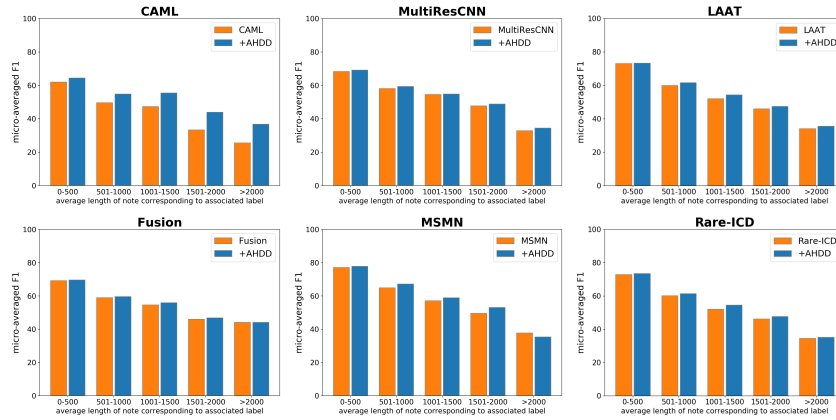 CAML
MultiResCNN
LAAT
100
80
60
40
20
0
micro-averaged F1
CAML
+AHDD
0-500 501-1000 1001-1500 1501-2000 >2000
average length of note corresponding to associated label
100
80
60
40
20
0
micro-averaged F1
MultiResCNN
+AHDD
0-500 501-1000 1001-1500 1501-2000 >2000
average length of note corresponding to associated label
100
80
60
40
20
0
micro-averaged F1
LAAT
+AHDD
0-500 501-1000 1001-1500 1501-2000 >2000
average length of note corresponding to associated label
Fusion
MSMN
Rare-ICD
100
80
60
40
20
0
micro-averaged F1
Fusion
+AHDD
0-500 501-1000 1001-1500 1501-2000 >2000
average length of note corresponding to associated label
100
80
60
40
20
0
micro-averaged F1
MSMN
+AHDD
0-500 501-1000 1001-1500 1501-2000 >2000
average length of note corresponding to associated label
100
80
60
40
20
0
micro-averaged F1
Rare-ICD
+AHDD
0-500 501-1000 1001-1500 1501-2000 >2000
average length of note corresponding to associated label